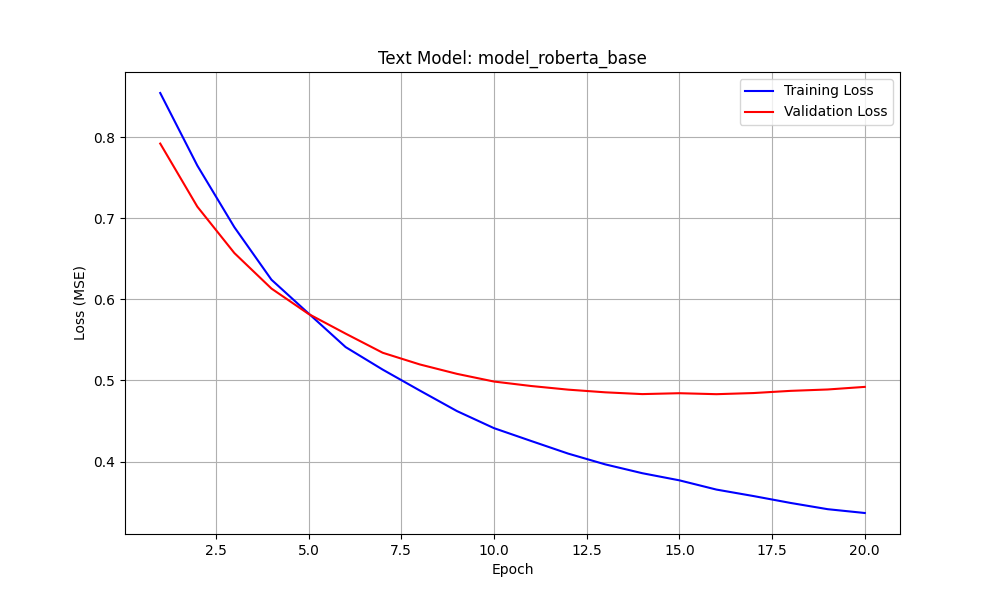 Text Model: model_roberta_base
Training Loss
Validation Loss
Loss (MSE)
0.8
0.7
0.6
0.5
0.4
2.5
5.0
7.5
10.0
12.5
15.0
17.5
20.0
Epoch